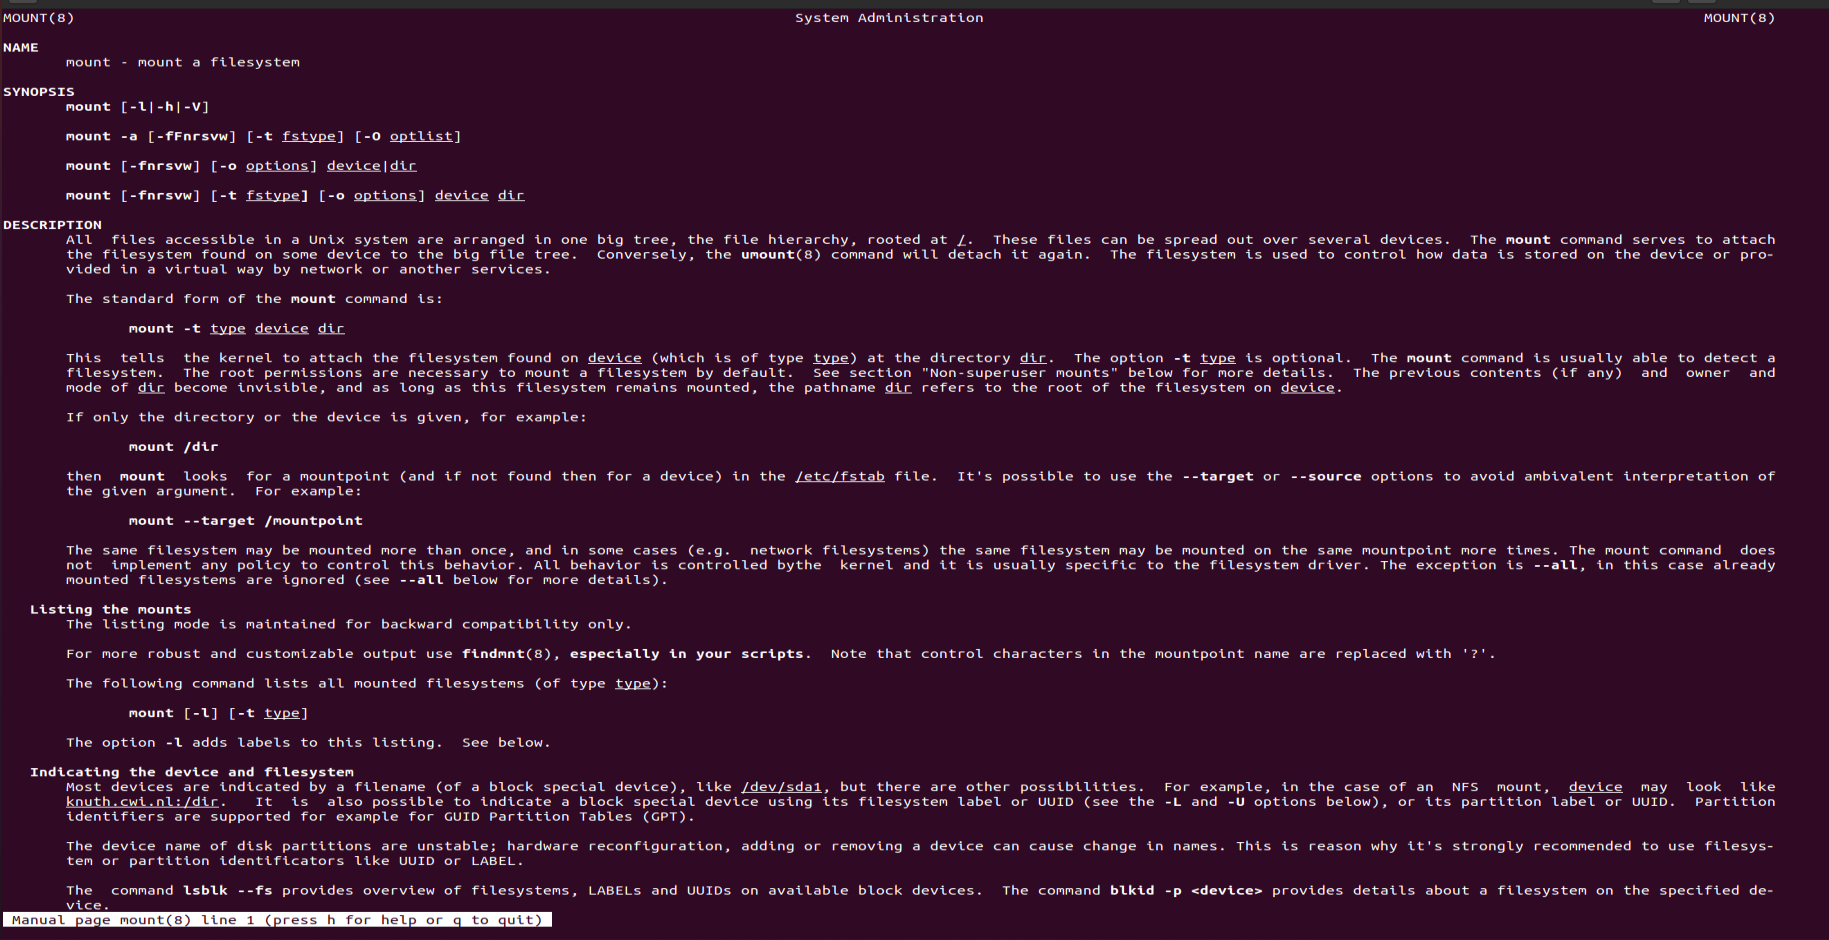 MOUNT(8) System Administration MOUNT(8)
NAME
mount - mount a filesystem
SYNOPSIS
mount [-l|-h|-V]
mount -a [-fFnrsvw] [-t fstype] [-O optlist]
mount [-fnrsvw] [-o options] device|dir
mount [-fnrsvw] [-t fstype] [-o options] device dir
DESCRIPTION
All files accessible in a Unix system are arranged in one big tree, the file hierarchy, rooted at /. These files can be spread out over several devices. The mount command serves to attach
the filesystem found on some device to the big file tree. Conversely, the umount(8) command will detach it again. The filesystem is used to control how data is stored on the device or pro-
vided in a virtual way by network or another services.
The standard form of the mount command is:
mount -t type device dir
This tells the kernel to attach the filesystem found on device (which is of type type) at the directory dir. The option -t type is optional. The mount command is usually able to detect a
filesystem. The root permissions are necessary to mount a filesystem by default. See section "Non-superuser mounts" below for more details. The previous contents (if any) and owner and
mode of dir become invisible, and as long as this filesystem remains mounted, the pathname dir refers to the root of the filesystem on device.
If only the directory or the device is given, for example:
mount /dir
then mount looks for a mountpoint (and if not found then for a device) in the /etc/fstab file. It's possible to use the --target or --source options to avoid ambivalent interpretation of
the given argument. For example:
mount --target /mountpoint
The same filesystem may be mounted more than once, and in some cases (e.g. network filesystems) the same filesystem may be mounted on the same mountpoint more times. The mount command does
not implement any policy to control this behavior. All behavior is controlled bythe kernel and it is usually specific to the filesystem driver. The exception is --all, in this case already
mounted filesystems are ignored (see --all below for more details).
Listing the mounts
The listing mode is maintained for backward compatibility only.
For more robust and customizable output use findmnt(8), especially in your scripts. Note that control characters in the mountpoint name are replaced with '?'.
The following command lists all mounted filesystems (of type type):
mount [-l] [-t type]
The option -l adds labels to this listing. See below.
Indicating the device and filesystem
Most devices are indicated by a filename (of a block special device), like /dev/sda1, but there are other possibilities. For example, in the case of an NFS mount, device may look like
knuth.cwi.nl:/dir. It is also possible to indicate a block special device using its filesystem label or UUID (see the -L and -U options below), or its partition label or UUID. Partition
identifiers are supported for example for GUID Partition Tables (GPT).
The device name of disk partitions are unstable; hardware reconfiguration, adding or removing a device can cause change in names. This is reason why it's strongly recommended to use filesys-
tem or partition identificators like UUID or LABEL.
The command lsblk --fs provides overview of filesystems, LABELs and UUIDs on available block devices. The command blkid -p <device> provides details about a filesystem on the specified de-
vice.
Manual page mount(8) line 1 (press h for help or q to quit)